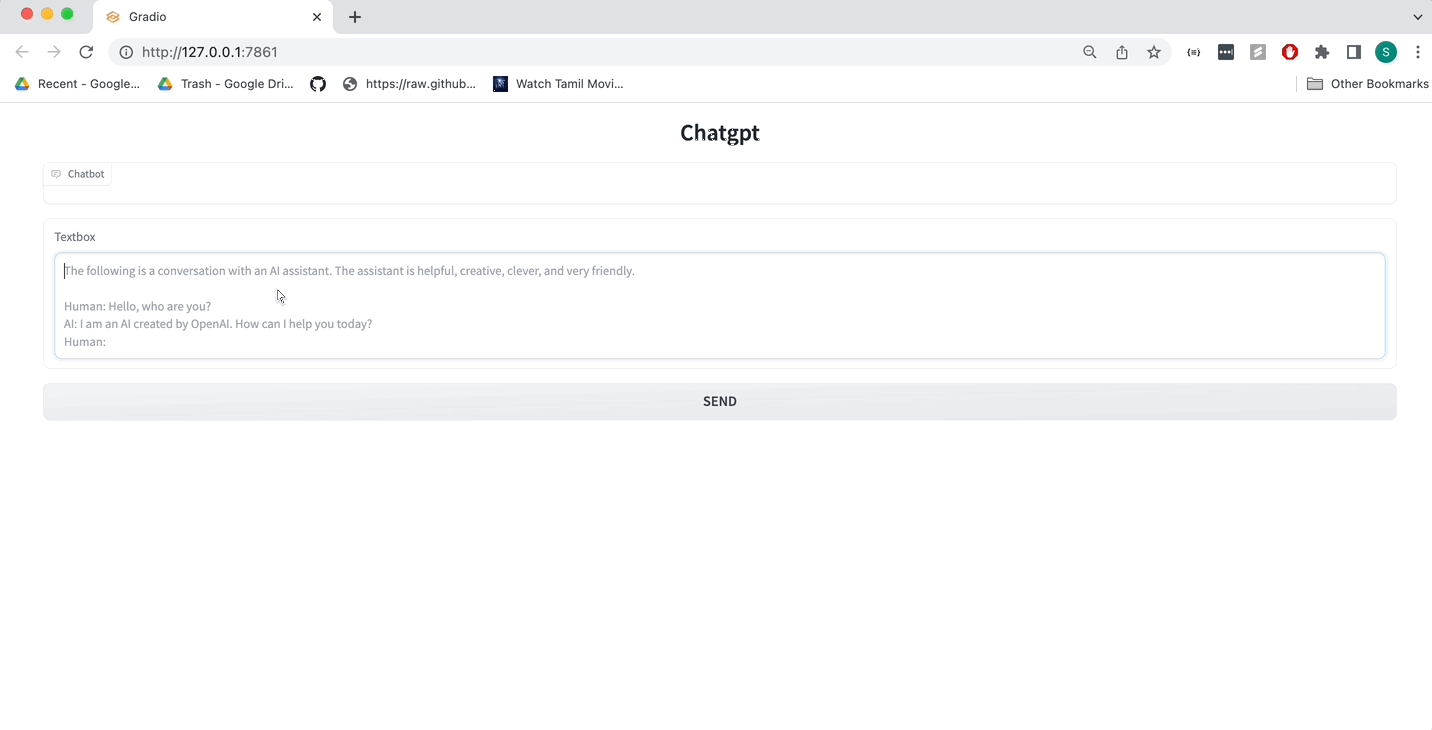 Gradio
http://127.0.0.1:7861
S
Recent - Google...
Trash - Google Dri...
https://raw.github...
Watch Tamil Movi...
Other Bookmarks
Chatgpt
Chatbot
Textbox
The following is a conversation with an AI assistant. The assistant is helpful, creative, clever, and very friendly.
Human: Hello, who are you?
AI: I am an AI created by OpenAI. How can I help you today?
Human:
SEND